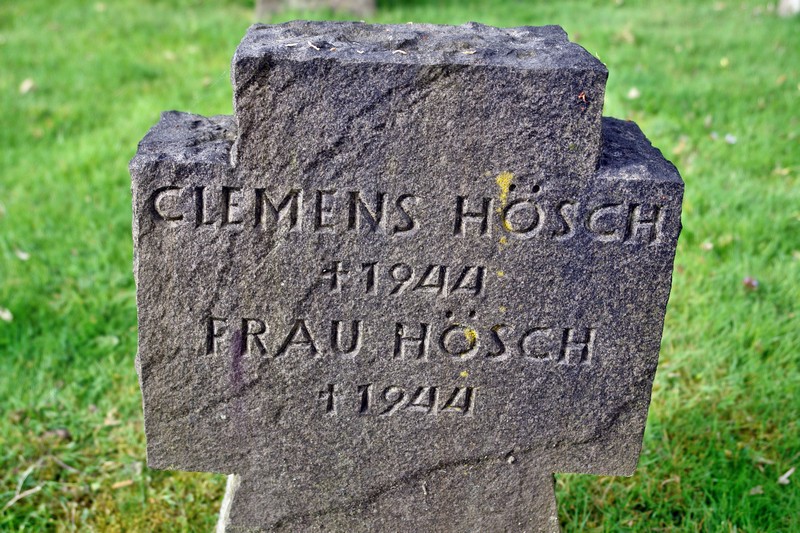 CLEMENS HÖSCH
† 1944
FRAU HÖSCH
† 1944